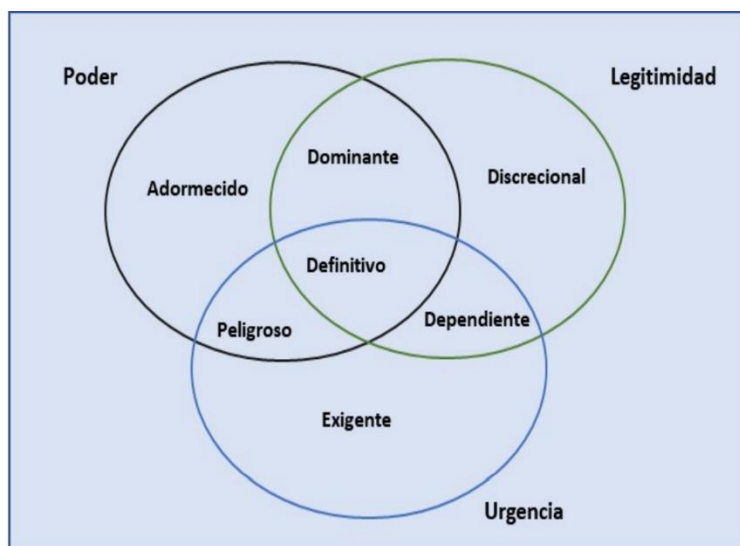 Poder
Legitimidad
Dominante
Adormecido
Discrecional
Definitivo
Peligroso
Dependiente
Exigente
Urgencia